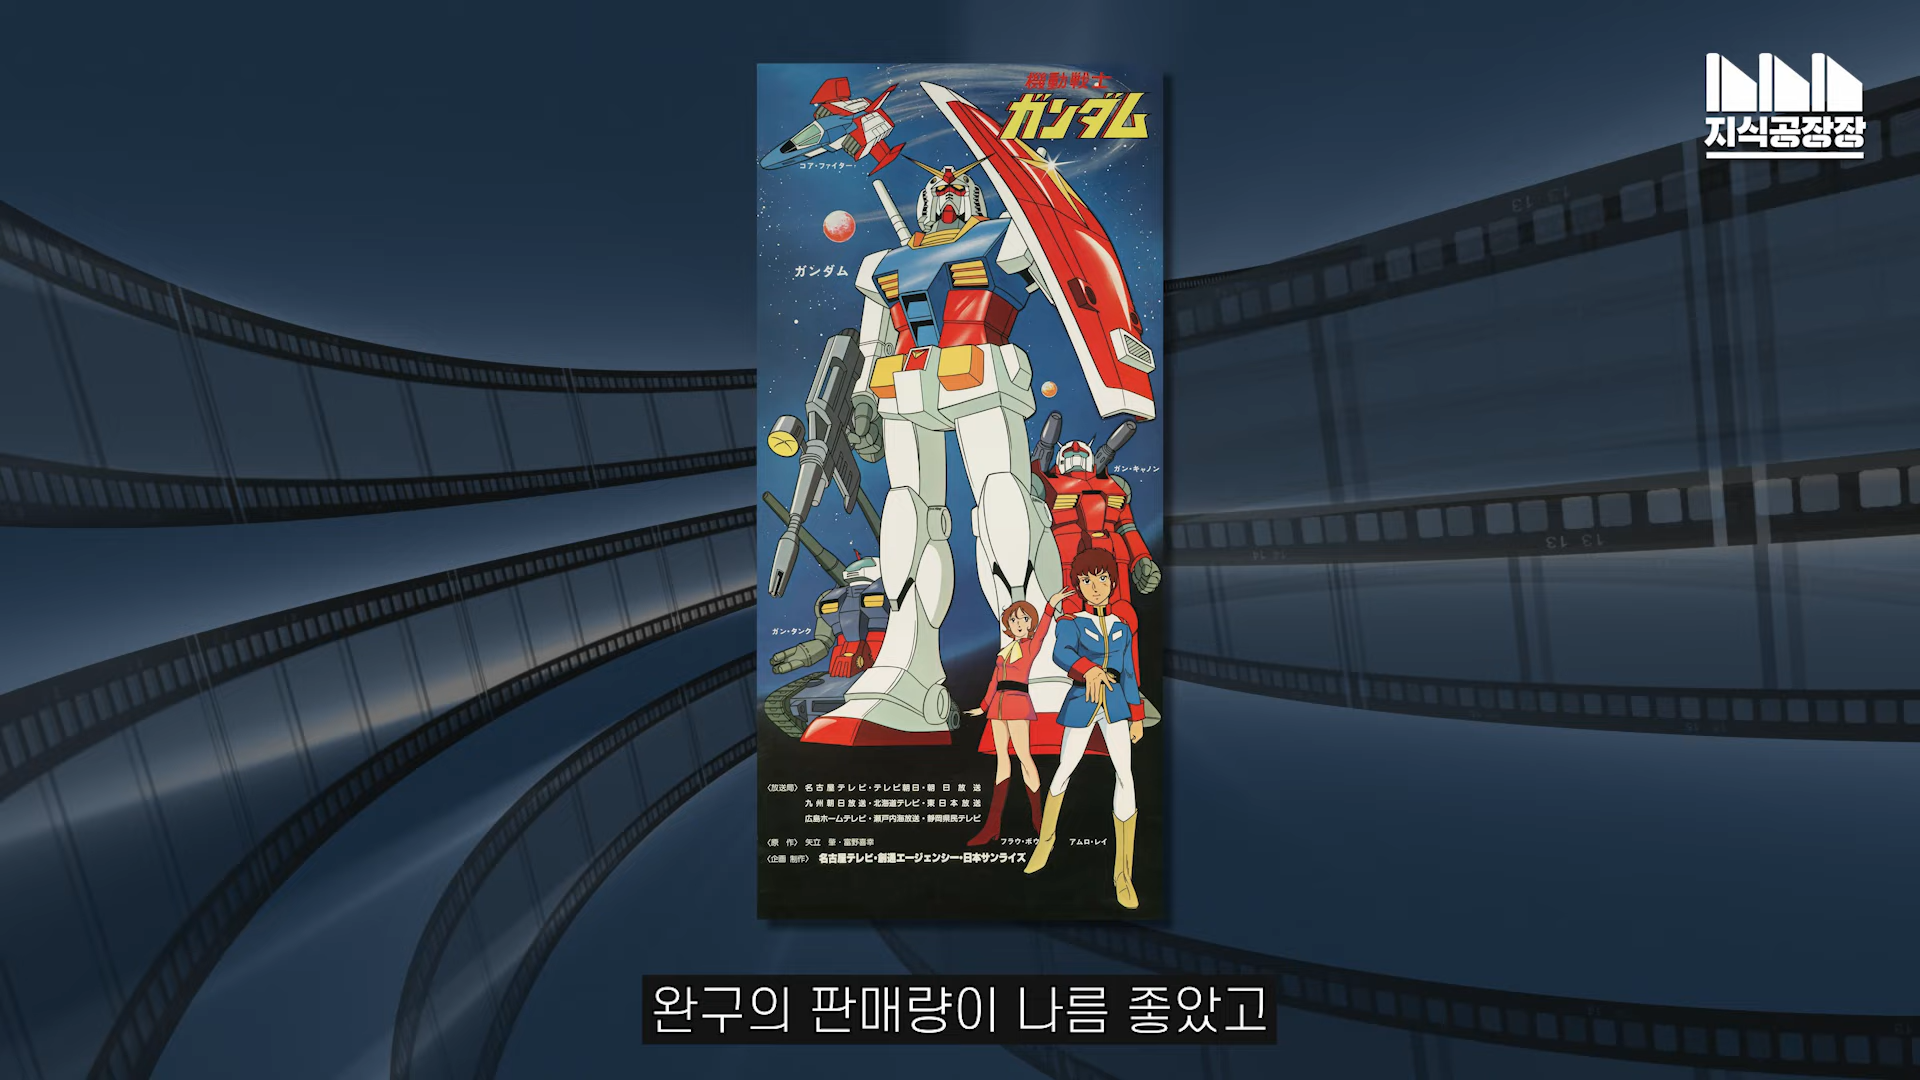 지식공장장
機動戦士
ガンダム
コア・ファイター
ガンダム
ガン・キャノン
ガン・タンク
〈放送局〉 名古屋テレビ・テレビ朝日・朝日放送
九州朝日放送・北海道テレビ・東日本放送
広島ホームテレビ・瀬戸内海放送・静岡県民テレビ
〈原 作〉 矢立 肇・富野喜幸
フラウ・ボウ
アムロ・レイ
〈企画 制作〉 名古屋テレビ・創通エージェンシー・日本サンライズ
완구의 판매량이 나름 좋았고